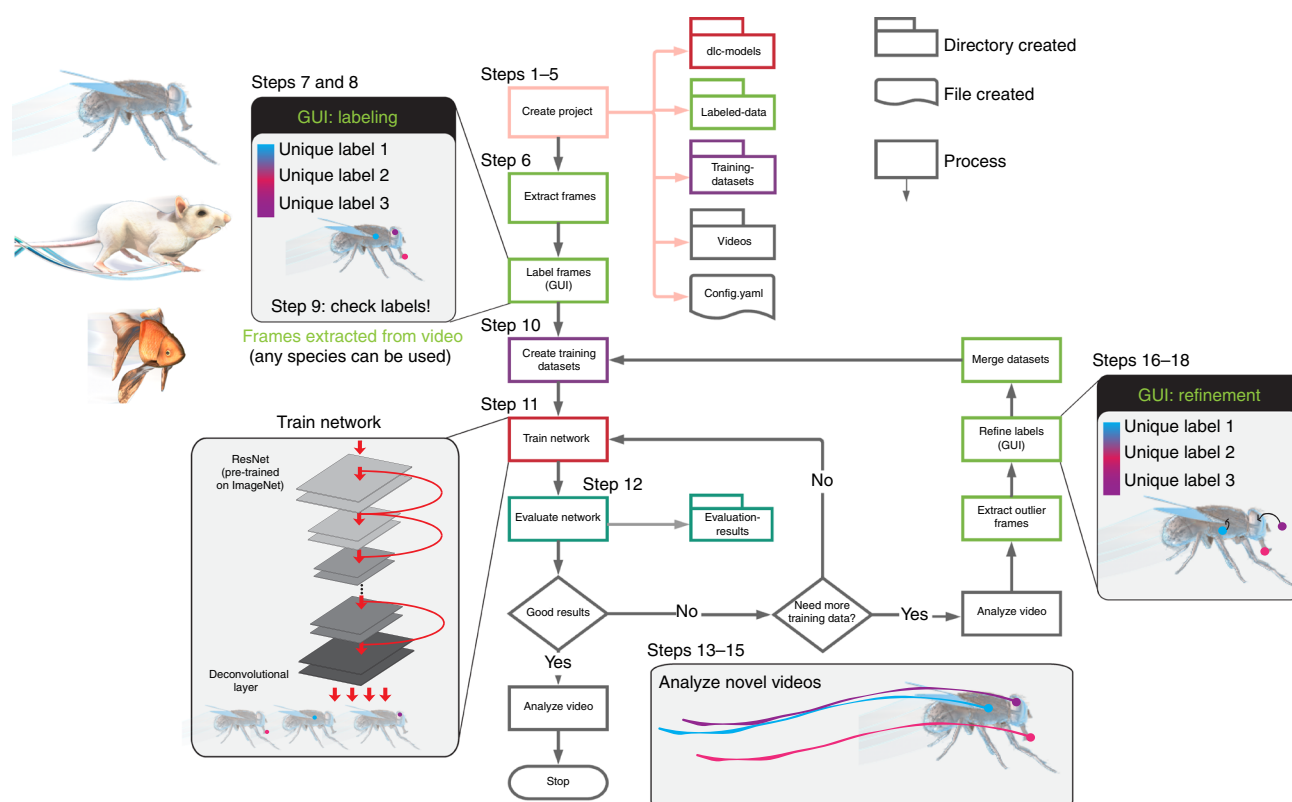 Steps 7 and 8
GUI: labeling
Unique label 1
Unique label 2
Unique label 3
Step 9: check labels!
Frames extracted from video
(any species can be used)
Steps 1–5
Create project
Step 6
Extract frames
Label frames
(GUI)
Step 10
Create training
datasets
Step 11
Train network
Step 12
Evaluate network
Evaluation-
results
Good results
No
Need more
training data?
No
Yes
Analyze video
Extract outlier
frames
Refine labels
(GUI)
Merge datasets
Yes
Analyze video
Stop
dlc-models
Labeled-data
Training-
datasets
Videos
Config.yaml
Directory created
File created
Process
Steps 16–18
GUI: refinement
Unique label 1
Unique label 2
Unique label 3
Train network
ResNet
(pre-trained
on ImageNet)
Deconvolutional
layer
Steps 13–15
Analyze novel videos